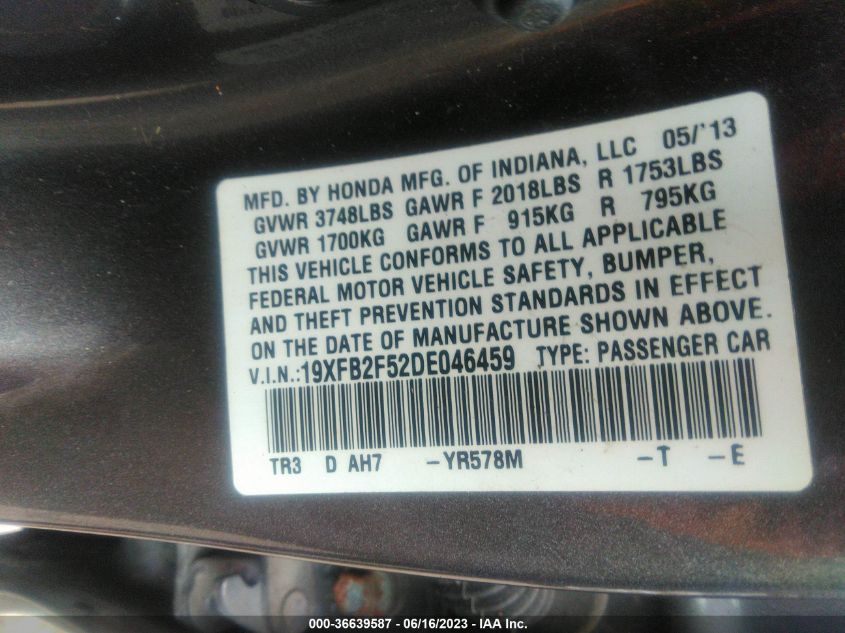 MFD. BY HONDA MFG. OF INDIANA, LLC 05/'13
GVWR 3748LBS GAWR F 2018LBS R 1753LBS
GVWR 1700KG GAWR F 915KG R 795KG
THIS VEHICLE CONFORMS TO ALL APPLICABLE
FEDERAL MOTOR VEHICLE SAFETY, BUMPER,
AND THEFT PREVENTION STANDARDS IN EFFECT
ON THE DATE OF MANUFACTURE SHOWN ABOVE.
V.I.N.:19XFB2F52DE046459 TYPE: PASSENGER CAR
TR3 D AH7 -YR578M -T -E
000-36639587 - 06/16/2023 - IAA Inc.